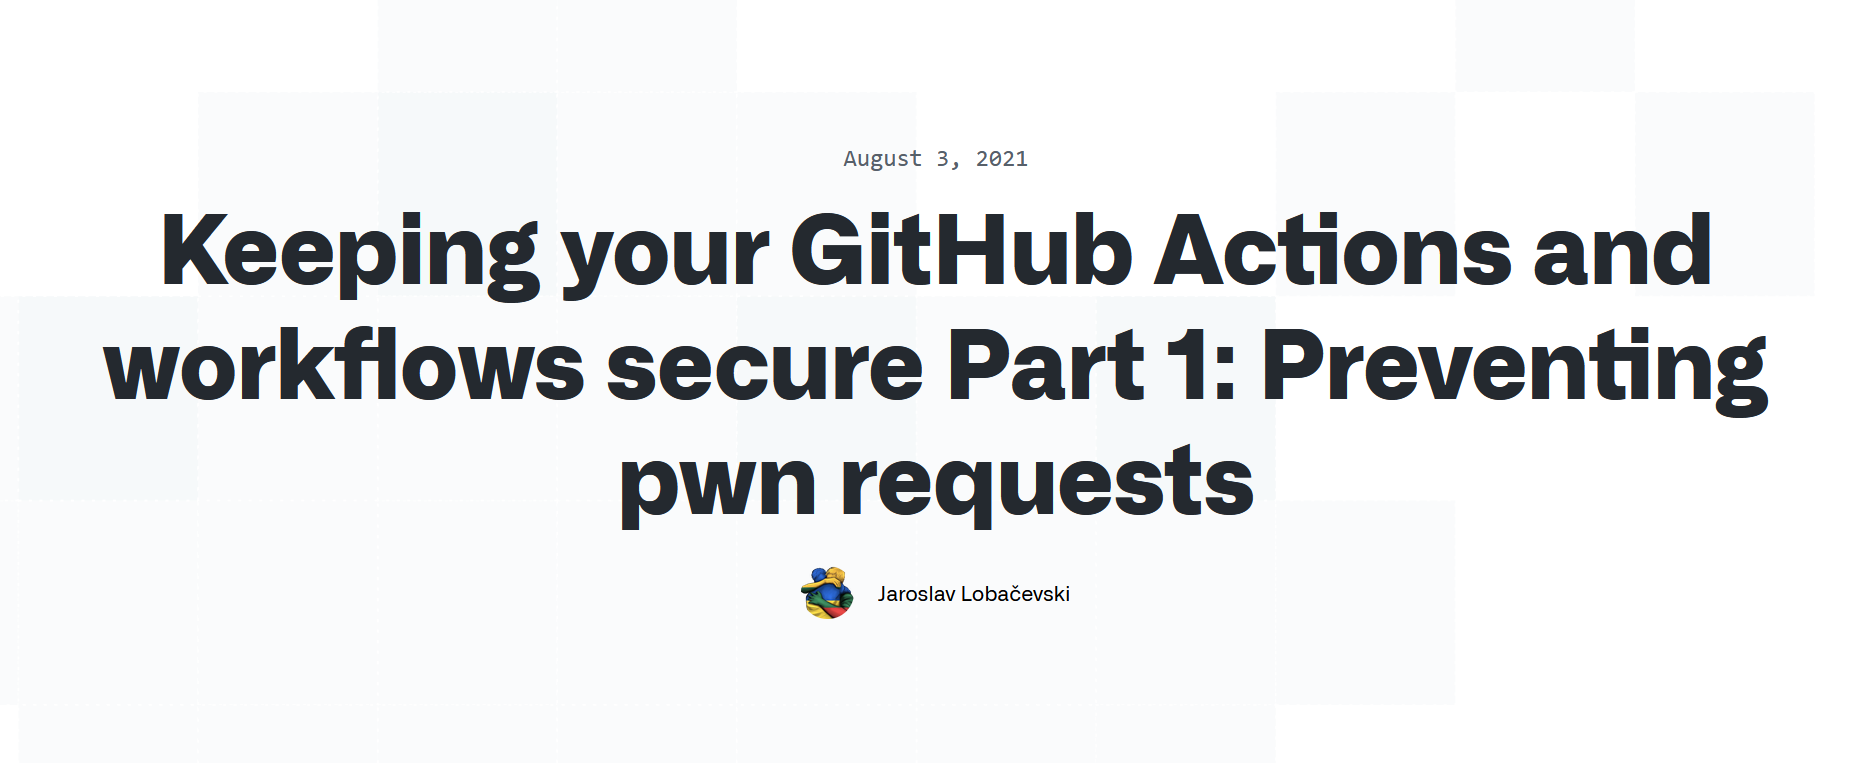 August 3, 2021
Keeping your GitHub Actions and
workflows secure Part 1: Preventing
pwn requests
Jaroslav Lobačevski